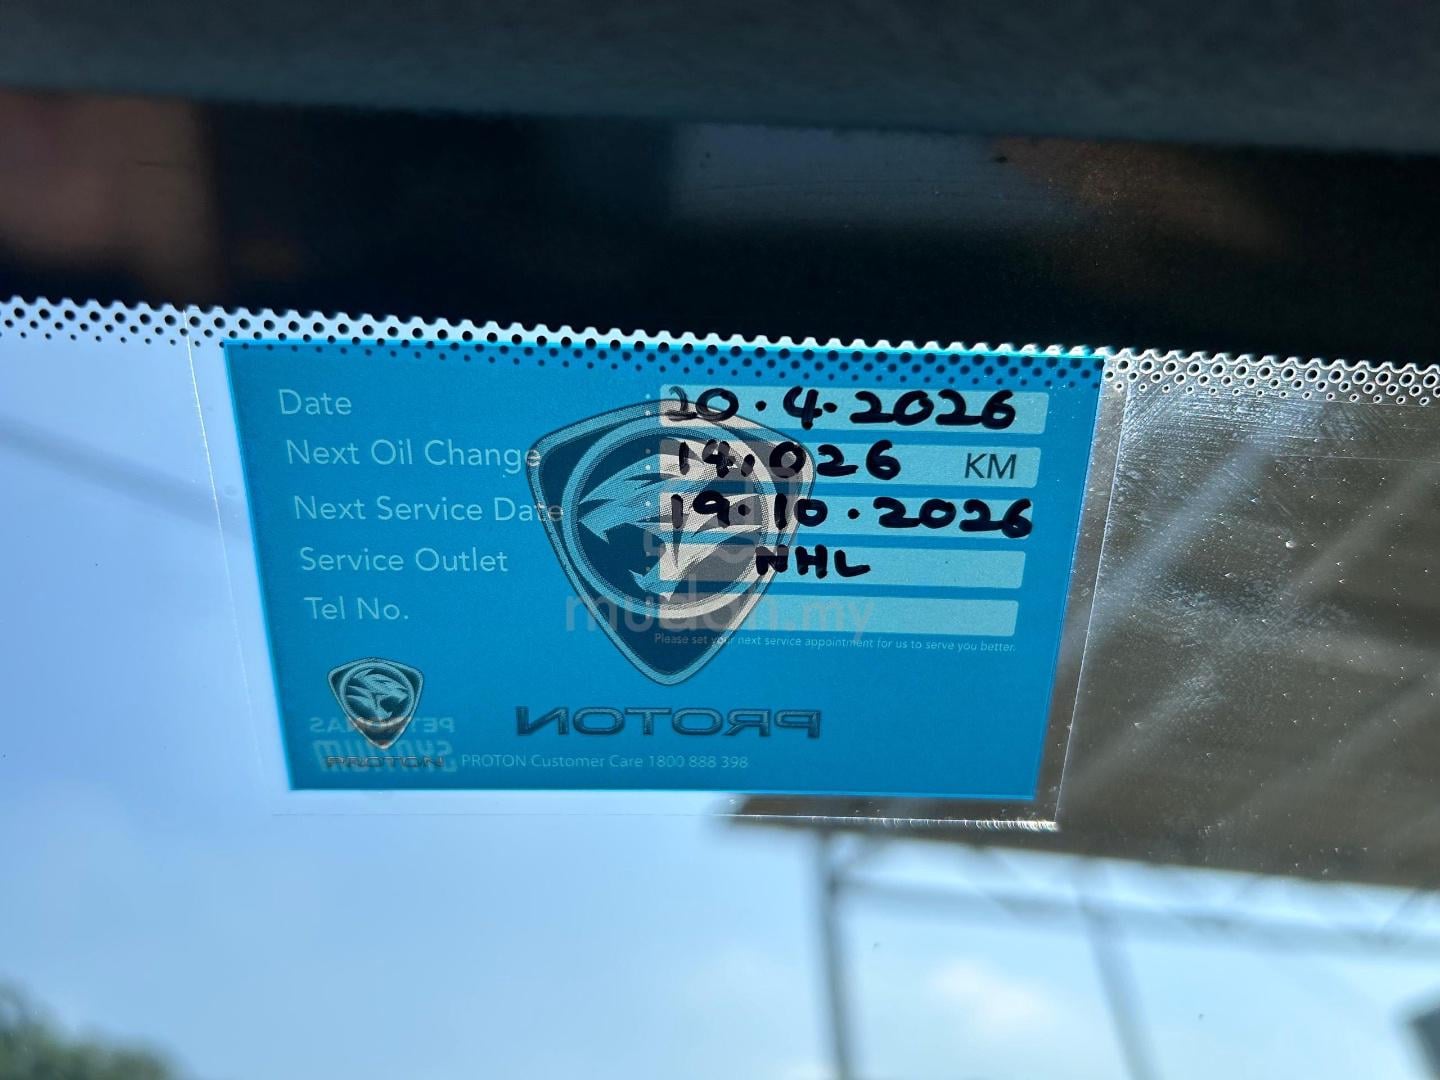 Date : 20.4.2026
Next Oil Change : 14,026 KM
Next Service Date : 19.10.2026
Service Outlet : NHL
Tel No. :
mudah.my
Please set your next service appointment for us to serve you better.
PROTON
PETRONAS
SYNTIUM
PROTON
PROTON Customer Care 1800 888 398